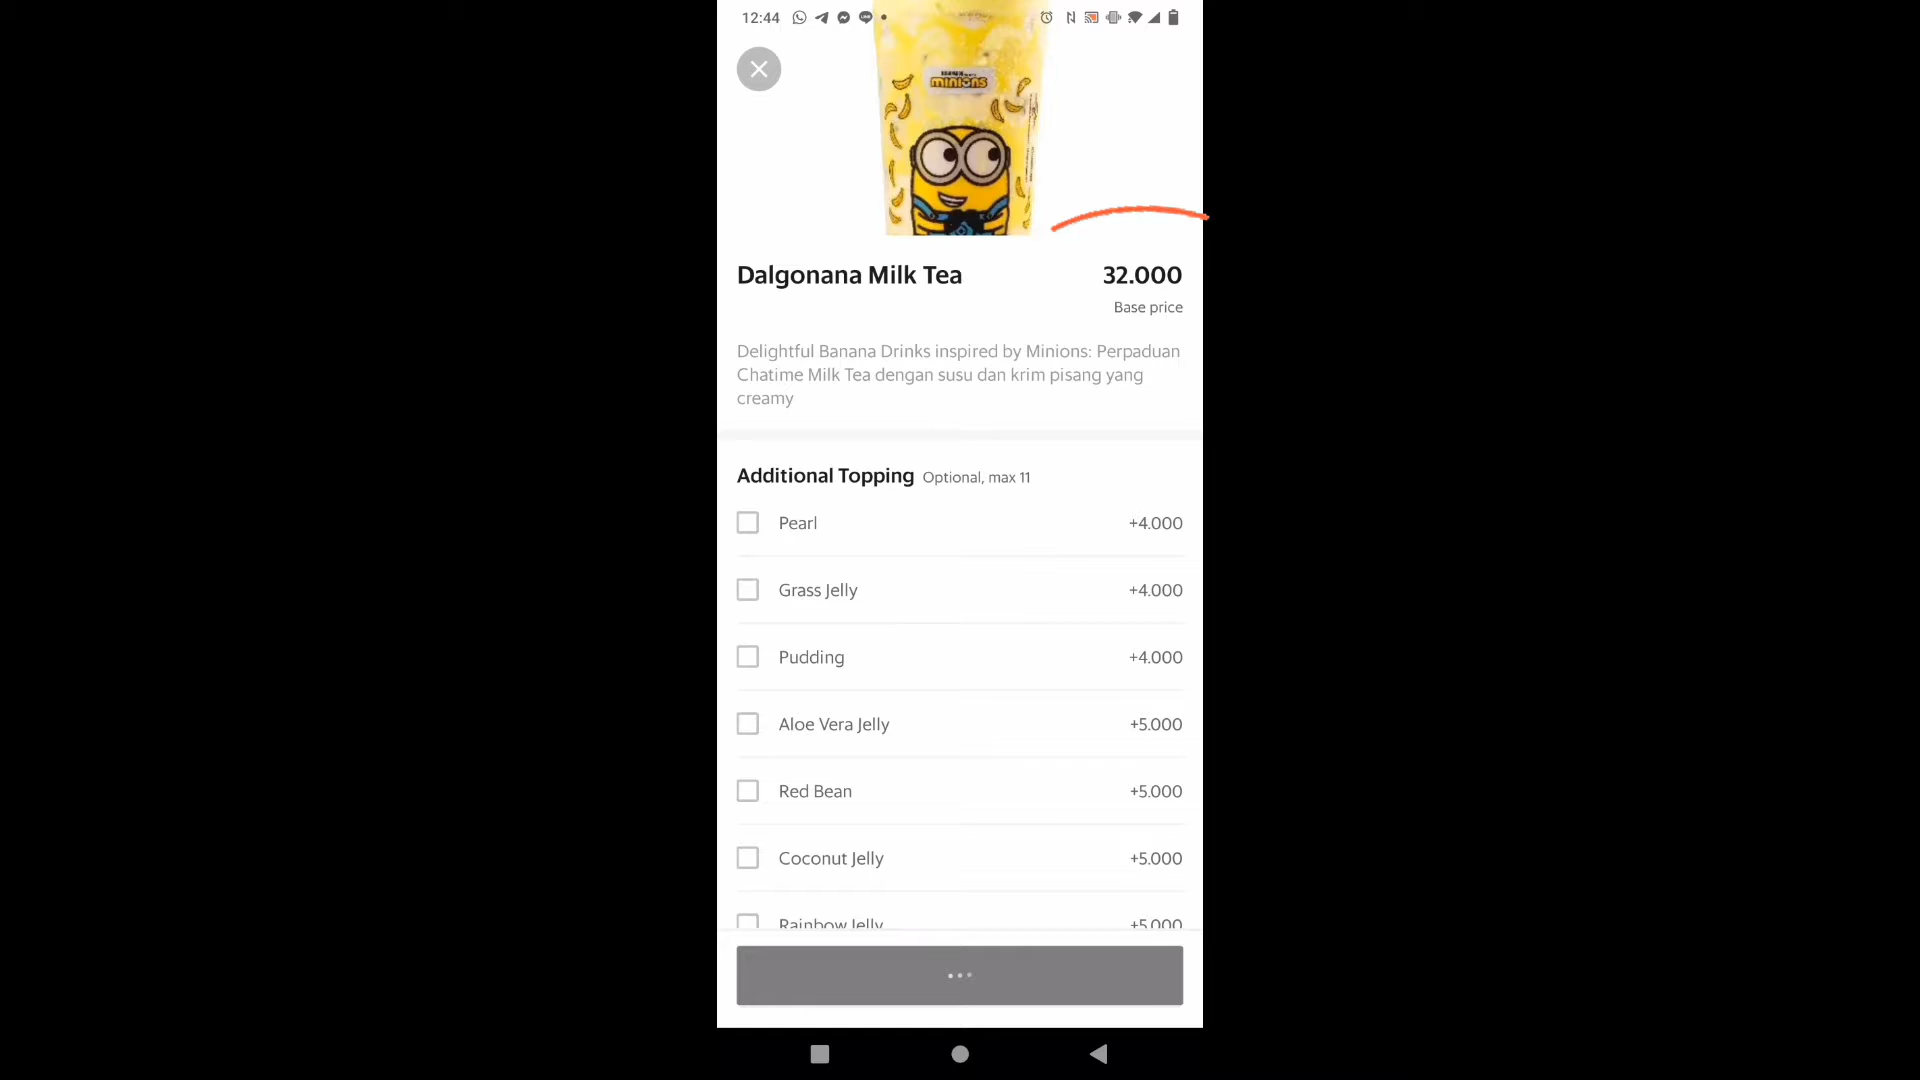 12:44
minions
Dalgonana Milk Tea
32.000
Base price
Delightful Banana Drinks inspired by Minions: Perpaduan
Chatime Milk Tea dengan susu dan krim pisang yang
creamy
Additional Topping Optional, max 11
Pearl +4.000
Grass Jelly +4.000
Pudding +4.000
Aloe Vera Jelly +5.000
Red Bean +5.000
Coconut Jelly +5.000
Rainbow Jelly +5.000